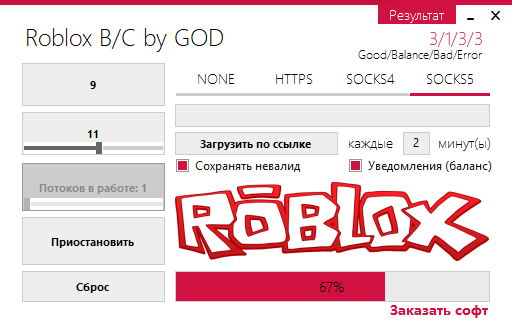 Результат
Roblox B/C by GOD
3/1/3/3
Good/Balance/Bad/Error
9
NONE HTTPS SOCKS4 SOCKS5
11
Загрузить по ссылке каждые 2 минут(ы)
Сохранять невалид Уведомления (баланс)
Потоков в работе: 1
ROBLOX
Приостановить
Сброс
67%
Заказать софт